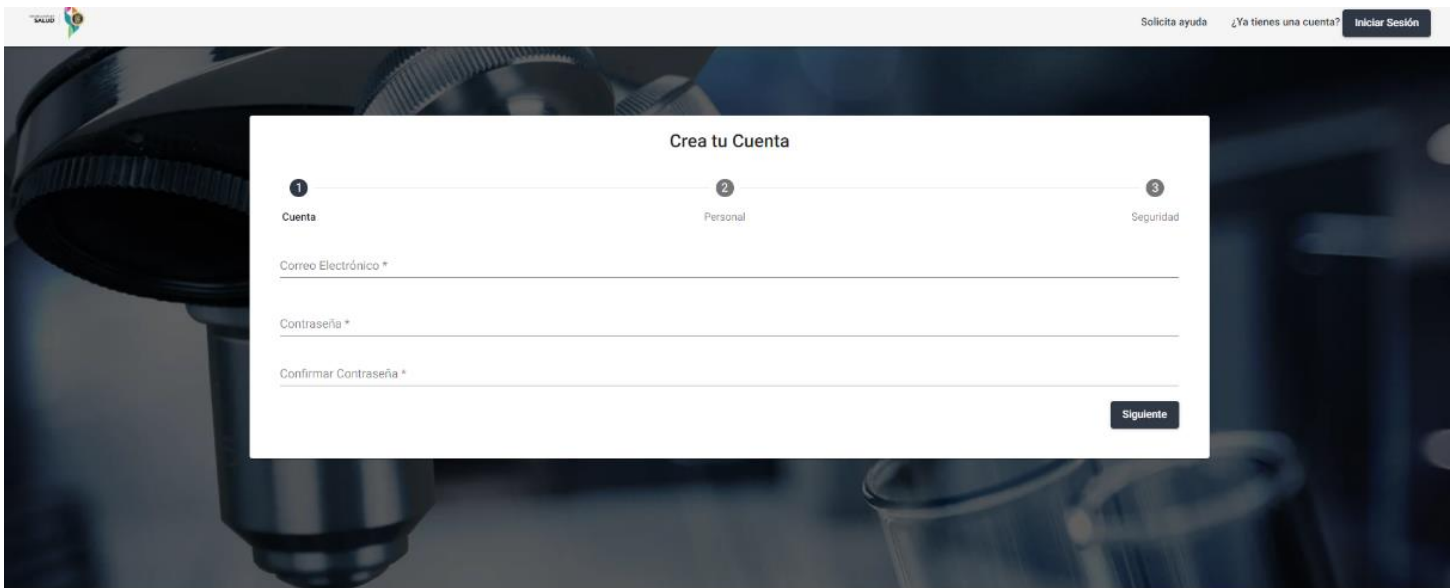 SALUD
Solicita ayuda
¿Ya tienes una cuenta?
Iniciar Sesión
Crea tu Cuenta
1
2
3
Cuenta
Personal
Seguridad
Correo Electrónico *
Contraseña *
Confirmar Contraseña *
Siguiente